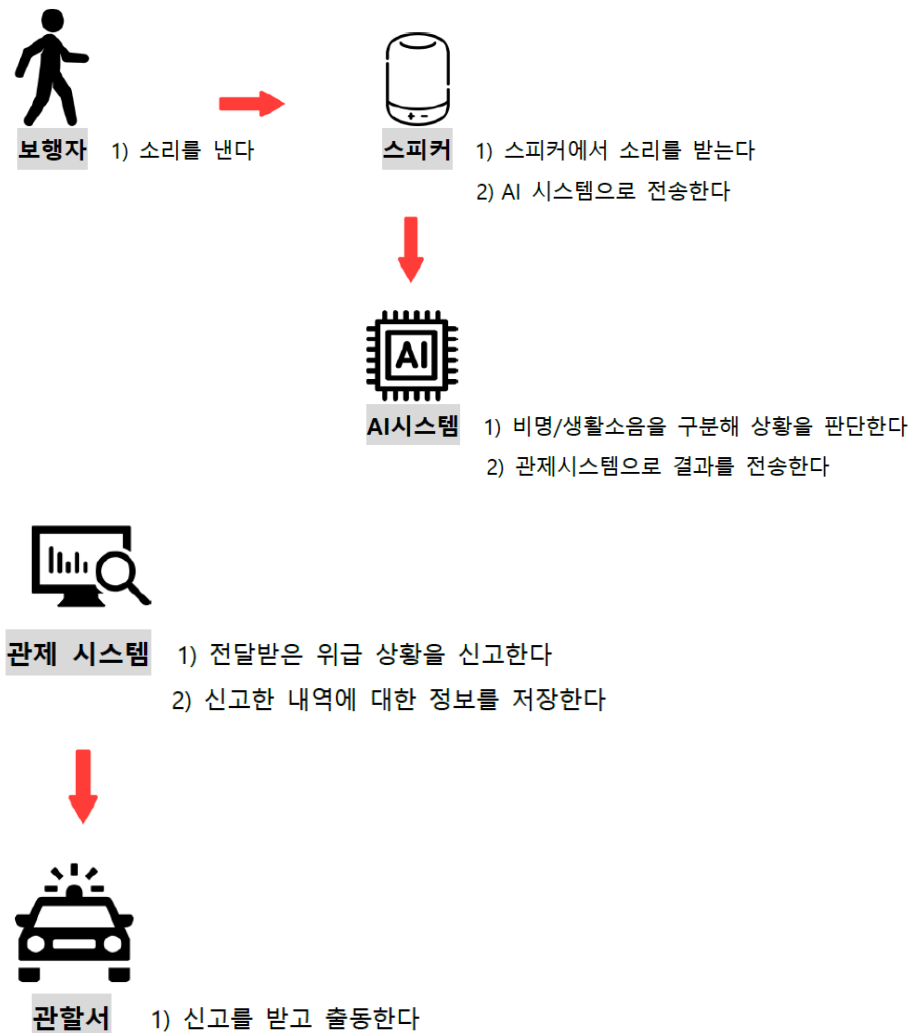 보행자 1) 소리를 낸다
스피커 1) 스피커에서 소리를 받는다
2) AI 시스템으로 전송한다
AI
AI시스템 1) 비명/생활소음을 구분해 상황을 판단한다
2) 관제시스템으로 결과를 전송한다
관제 시스템 1) 전달받은 위급 상황을 신고한다
2) 신고한 내역에 대한 정보를 저장한다
관할서 1) 신고를 받고 출동한다